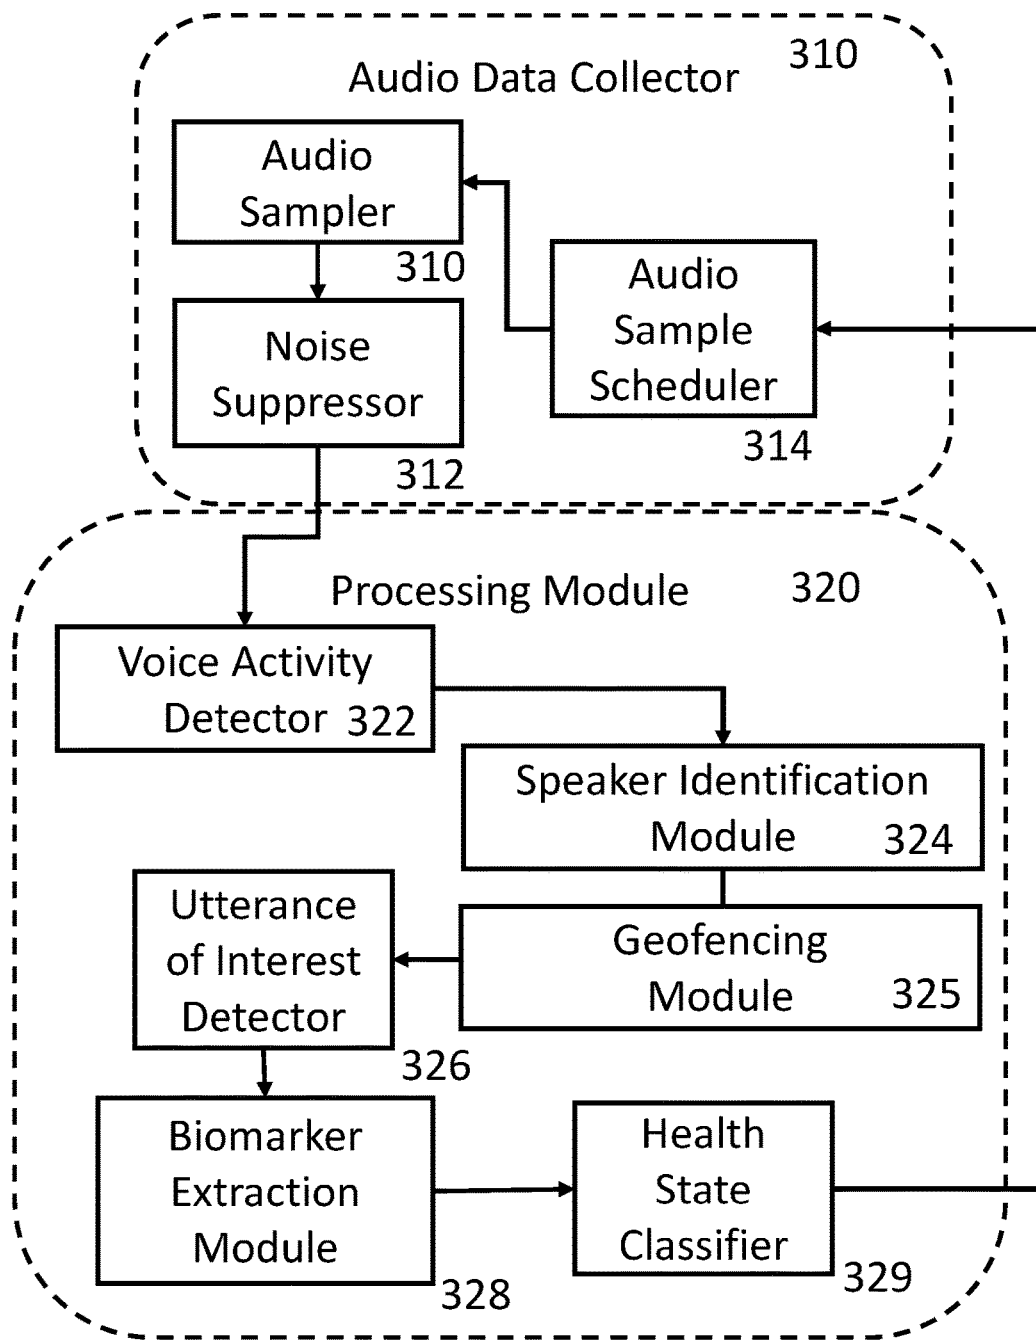 310
Audio Data Collector
Audio
Sampler
310
Noise
Suppressor
312
Audio
Sample
Scheduler
314
Processing Module
320
Voice Activity
Detector
322
Speaker Identification
Module
324
Geofencing
Module
325
Utterance
of Interest
Detector
326
Biomarker
Extraction
Module
328
Health
State
Classifier
329